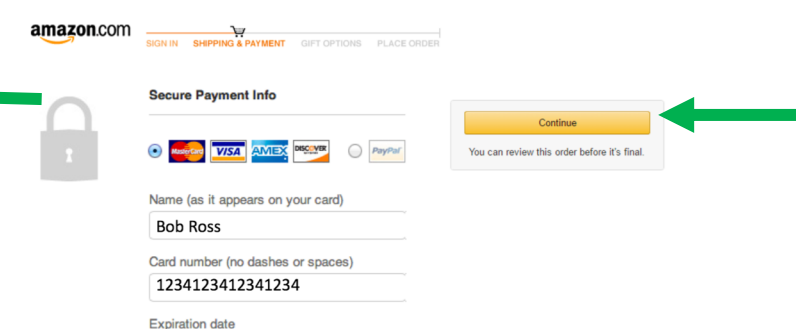 amazon.com
SIGN IN SHIPPING & PAYMENT GIFT OPTIONS PLACE ORDER
Secure Payment Info
MasterCard VISA AMEX DISCOVER PayPal
Continue
You can review this order before it's final.
Name (as it appears on your card)
Bob Ross
Card number (no dashes or spaces)
1234123412341234
Expiration date